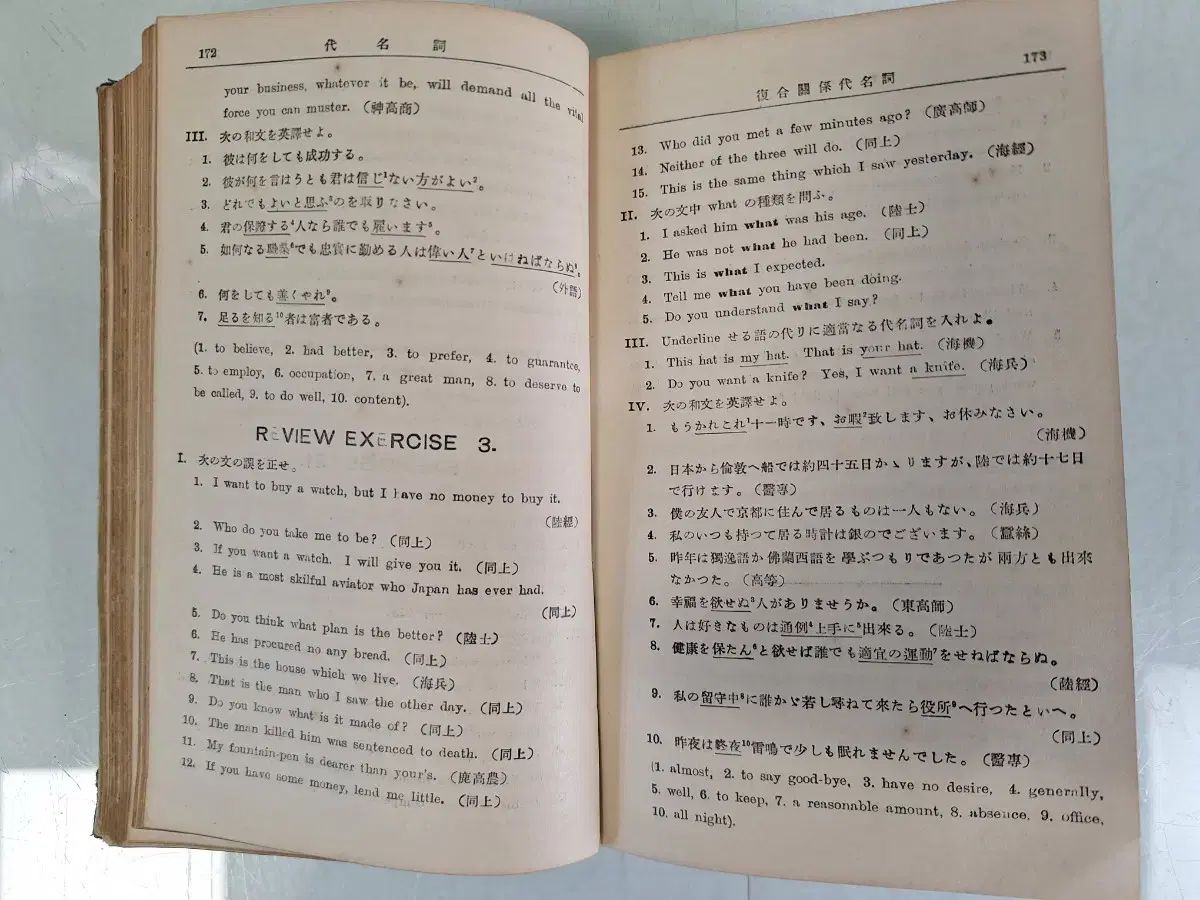 172 代名詞
your business, whatever it be, will demand all the vital
force you can muster. (神高商)
III. 次の和文を英譯せよ。
1. 彼は何をしても成功する。
2. 彼が何を言はうとも君は信じ¹ない方がよい²。
3. どれでもよいと思ふ³のを取りなさい。
4. 君の保證する⁴人なら誰でも雇います⁵。
5. 如何なる職業⁶でも忠實に勤める人は偉い人⁷といはねばならぬ⁸。
(外語)
6. 何をしても善くやれ⁹。
7. 足るを知る¹⁰者は富者である。
(1. to believe, 2. had better, 3. to prefer, 4. to guarantee,
5. to employ, 6. occupation, 7. a great man, 8. to deserve to
be called, 9. to do well, 10. content).
REVIEW EXERCISE 3.
I. 次の文の誤を正せ。
1. I want to buy a watch, but I have no money to buy it.
(陸經)
2. Who do you take me to be? (同上)
3. If you want a watch. I will give you it. (同上)
4. He is a most skilful aviator who Japan has ever had.
(同上)
5. Do you think what plan is the better? (陸士)
6. He has procured no any bread. (同上)
7. This is the house which we live. (海兵)
8. That is the man who I saw the other day. (同上)
9. Do you know what is it made of? (同上)
10. The man killed him was sentenced to death. (同上)
11. My fountain-pen is dearer than your's. (鹿高農)
12. If you have some money, lend me little. (同上)
復合關係代名詞 173
13. Who did you met a few minutes ago? (廣高師)
14. Neither of the three will do. (同上)
15. This is the same thing which I saw yesterday. (海經)
II. 次の文中 what の種類を問ふ。
1. I asked him what was his age. (陸士)
2. He was not what he had been. (同上)
3. This is what I expected.
4. Tell me what you have been doing.
5. Do you understand what I say?
III. Underline せる語の代りに適當なる代名詞を入れよ。
1. This hat is my hat. That is your hat. (海機)
2. Do you want a knife? Yes, I want a knife. (海兵)
IV. 次の和文を英譯せよ。
1. もうかれこれ¹十一時です、お暇²致します、お休みなさい。
(海機)
2. 日本から倫敦へ船では約四十五日かゝりますが、陸では約十七日
で行けます。(醫專)
3. 僕の友人で京都に住んで居るものは一人もない。(海兵)
4. 私のいつも持つて居る時計は銀のでございます。(蠶絲)
5. 昨年は獨逸語か佛蘭西語を學ぶつもりであつたが兩方とも出來
なかつた。(高等)
6. 幸福を欲せぬ³人がありませうか。(東高師)
7. 人は好きなものは通例⁴上手に⁵出來る。(陸士)
8. 健康を保たん⁶と欲せば誰でも適宜の運動⁷をせねばならぬ。
(陸經)
9. 私の留守中⁸に誰かゞ若し尋ねて來たら役所⁹へ行つたといへ。
(同上)
10. 昨夜は終夜¹⁰雷鳴で少しも眠れませんでした。(醫專)
(1. almost, 2. to say good-bye, 3. have no desire, 4. generally,
5. well, 6. to keep, 7. a reasonable amount, 8. absence, 9. office,
10. all night).